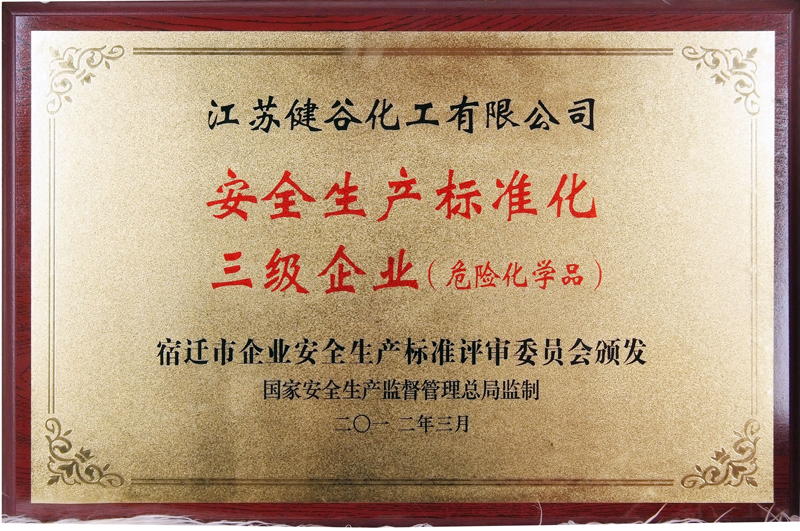 江苏健谷化工有限公司
安全生产标准化
三级企业（危险化学品）
宿迁市企业安全生产标准评审委员会颁发
国家安全生产监督管理总局监制
二〇一二年三月